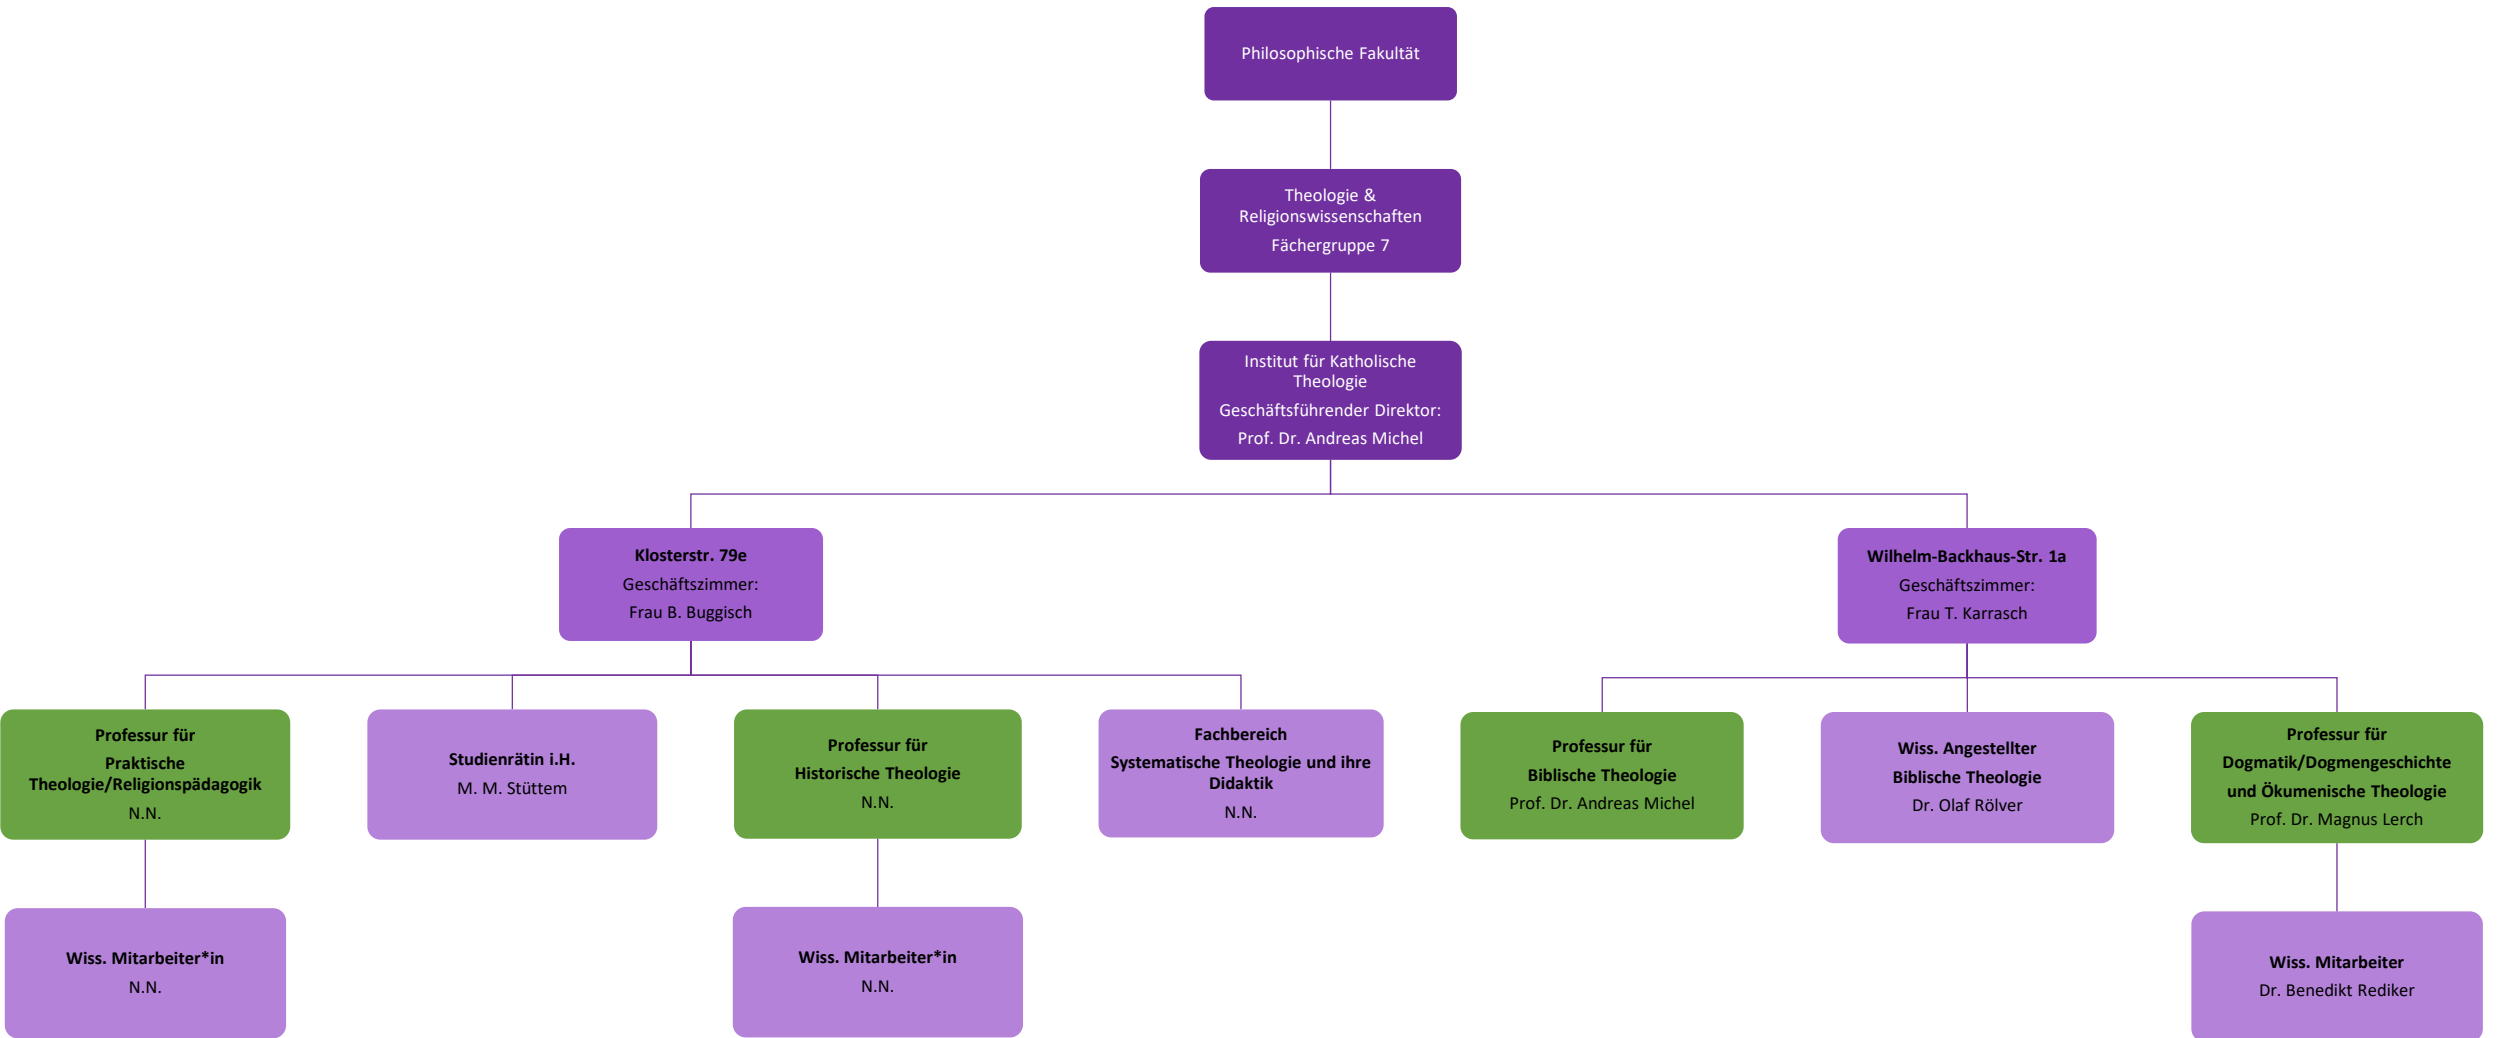 Philosophische Fakultät
Theologie &
Religionswissenschaften
Fächergruppe 7
Institut für Katholische
Theologie
Geschäftsführender Direktor:
Prof. Dr. Andreas Michel
Klosterstr. 79e
Geschäftszimmer:
Frau B. Buggisch
Wilhelm-Backhaus-Str. 1a
Geschäftszimmer:
Frau T. Karrasch
Professur für
Praktische
Theologie/Religionspädagogik
N.N.
Studienrätin i.H.
M. M. Stüttem
Professur für
Historische Theologie
N.N.
Fachbereich
Systematische Theologie und ihre
Didaktik
N.N.
Professur für
Biblische Theologie
Prof. Dr. Andreas Michel
Wiss. Angestellter
Biblische Theologie
Dr. Olaf Rölver
Professur für
Dogmatik/Dogmengeschichte
und Ökumenische Theologie
Prof. Dr. Magnus Lerch
Wiss. Mitarbeiter*in
N.N.
Wiss. Mitarbeiter*in
N.N.
Wiss. Mitarbeiter
Dr. Benedikt Rediker